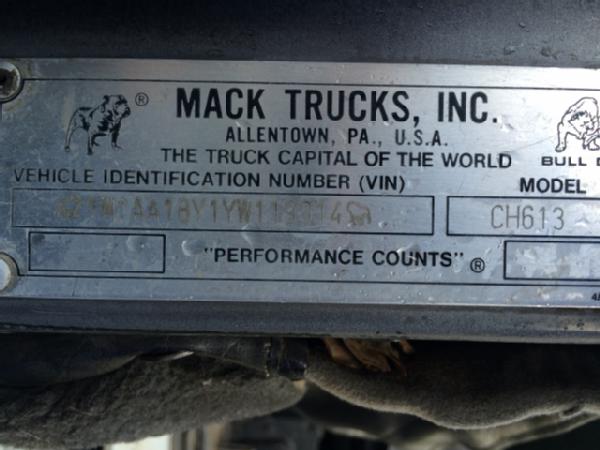 ® MACK TRUCKS, INC.
ALLENTOWN, PA., U.S.A.
THE TRUCK CAPITAL OF THE WORLD
BULL
VEHICLE IDENTIFICATION NUMBER (VIN)
MODEL
CH613
"PERFORMANCE COUNTS"®